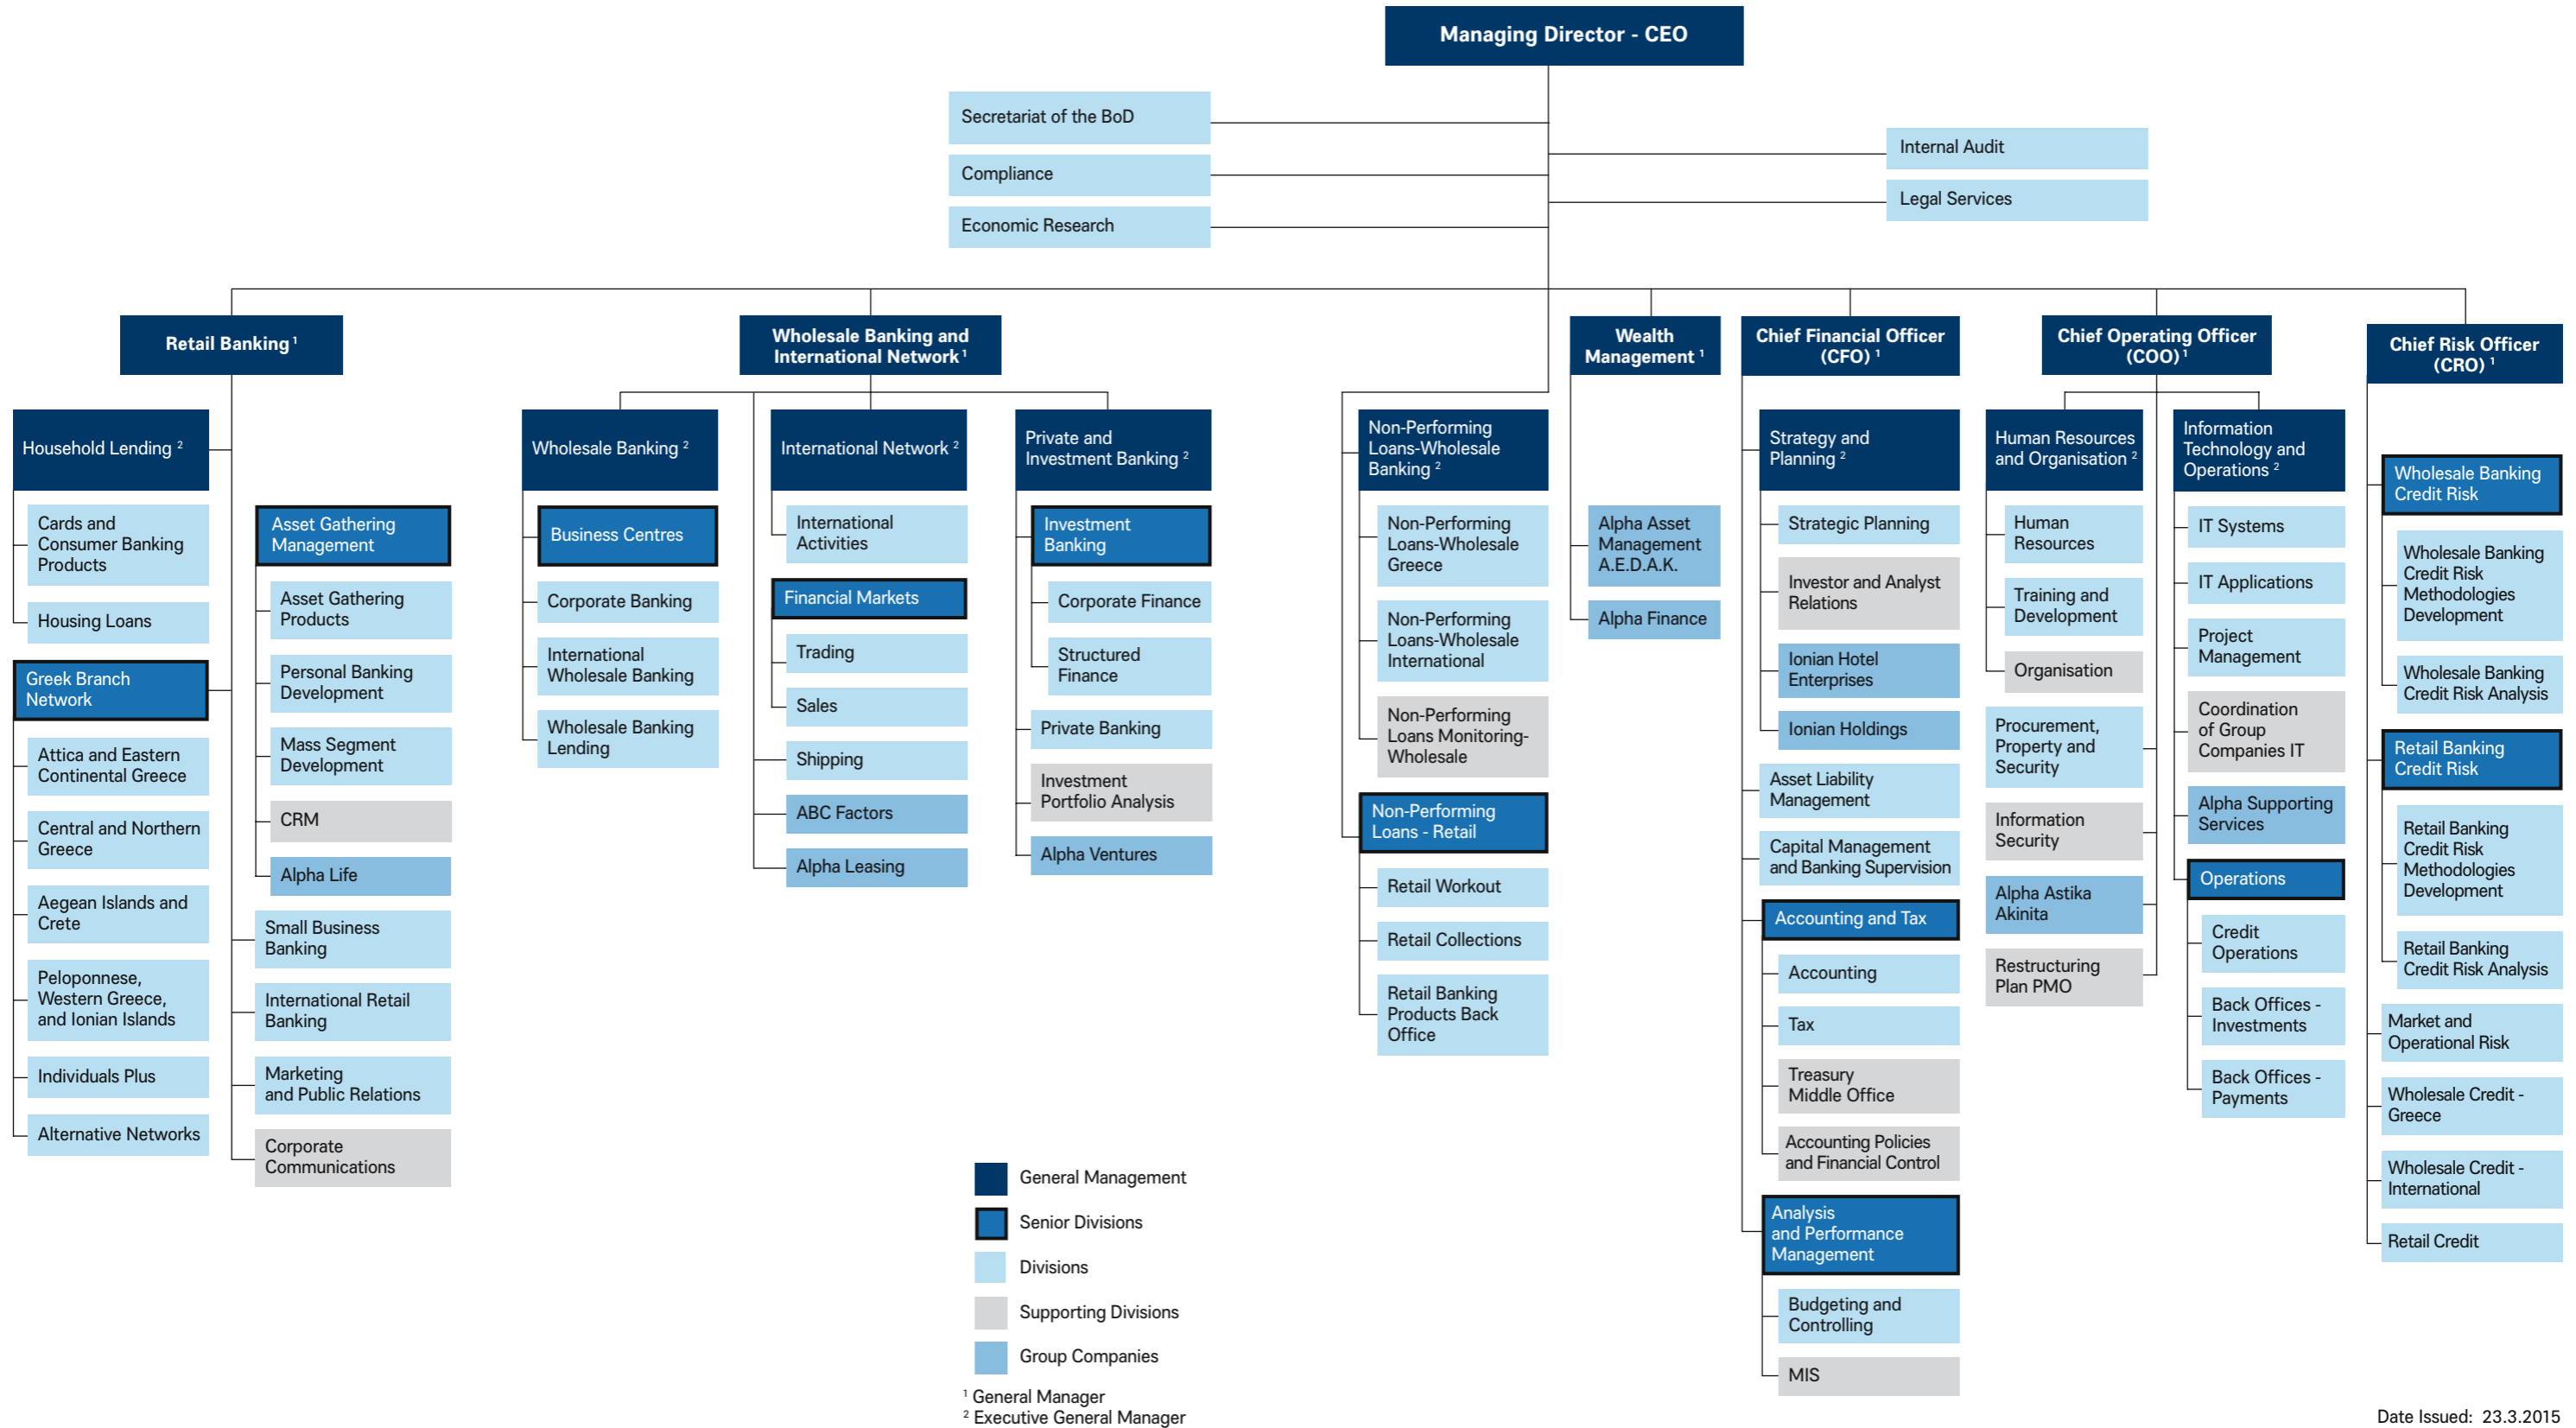 Managing Director - CEO
Secretariat of the BoD
Compliance
Economic Research
Internal Audit
Legal Services
Retail Banking 1
Household Lending 2
Cards and
Consumer Banking
Products
Housing Loans
Greek Branch
Network
Attica and Eastern
Continental Greece
Central and Northern
Greece
Aegean Islands and
Crete
Peloponnese,
Western Greece,
and Ionian Islands
Individuals Plus
Alternative Networks
Asset Gathering
Management
Asset Gathering
Products
Personal Banking
Development
Mass Segment
Development
CRM
Alpha Life
Small Business
Banking
International Retail
Banking
Marketing
and Public Relations
Corporate
Communications
Wholesale Banking and
International Network 1
Wholesale Banking 2
Business Centres
Corporate Banking
International
Wholesale Banking
Wholesale Banking
Lending
International Network 2
International
Activities
Financial Markets
Trading
Sales
Shipping
ABC Factors
Alpha Leasing
Private and
Investment Banking 2
Investment
Banking
Corporate Finance
Structured
Finance
Private Banking
Investment
Portfolio Analysis
Alpha Ventures
Non-Performing
Loans-Wholesale
Banking 2
Non-Performing
Loans-Wholesale
Greece
Non-Performing
Loans-Wholesale
International
Non-Performing
Loans Monitoring-
Wholesale
Non-Performing
Loans - Retail
Retail Workout
Retail Collections
Retail Banking
Products Back
Office
Wealth
Management 1
Alpha Asset
Management
A.E.D.A.K.
Alpha Finance
Chief Financial Officer
(CFO) 1
Strategy and
Planning 2
Strategic Planning
Investor and Analyst
Relations
Ionian Hotel
Enterprises
Ionian Holdings
Asset Liability
Management
Capital Management
and Banking Supervision
Accounting and Tax
Accounting
Tax
Treasury
Middle Office
Accounting Policies
and Financial Control
Analysis
and Performance
Management
Budgeting and
Controlling
MIS
Chief Operating Officer
(COO) 1
Human Resources
and Organisation 2
Human
Resources
Training and
Development
Organisation
Procurement,
Property and
Security
Information
Security
Alpha Astika
Akinita
Restructuring
Plan PMO
Information
Technology and
Operations 2
IT Systems
IT Applications
Project
Management
Coordination
of Group
Companies IT
Alpha Supporting
Services
Operations
Credit
Operations
Back Offices -
Investments
Back Offices -
Payments
Chief Risk Officer
(CRO) 1
Wholesale Banking
Credit Risk
Wholesale Banking
Credit Risk
Methodologies
Development
Wholesale Banking
Credit Risk Analysis
Retail Banking
Credit Risk
Retail Banking
Credit Risk
Methodologies
Development
Retail Banking
Credit Risk Analysis
Market and
Operational Risk
Wholesale Credit -
Greece
Wholesale Credit -
International
Retail Credit
General Management
Senior Divisions
Divisions
Supporting Divisions
Group Companies
1 General Manager
2 Executive General Manager
Date Issued: 23.3.2015